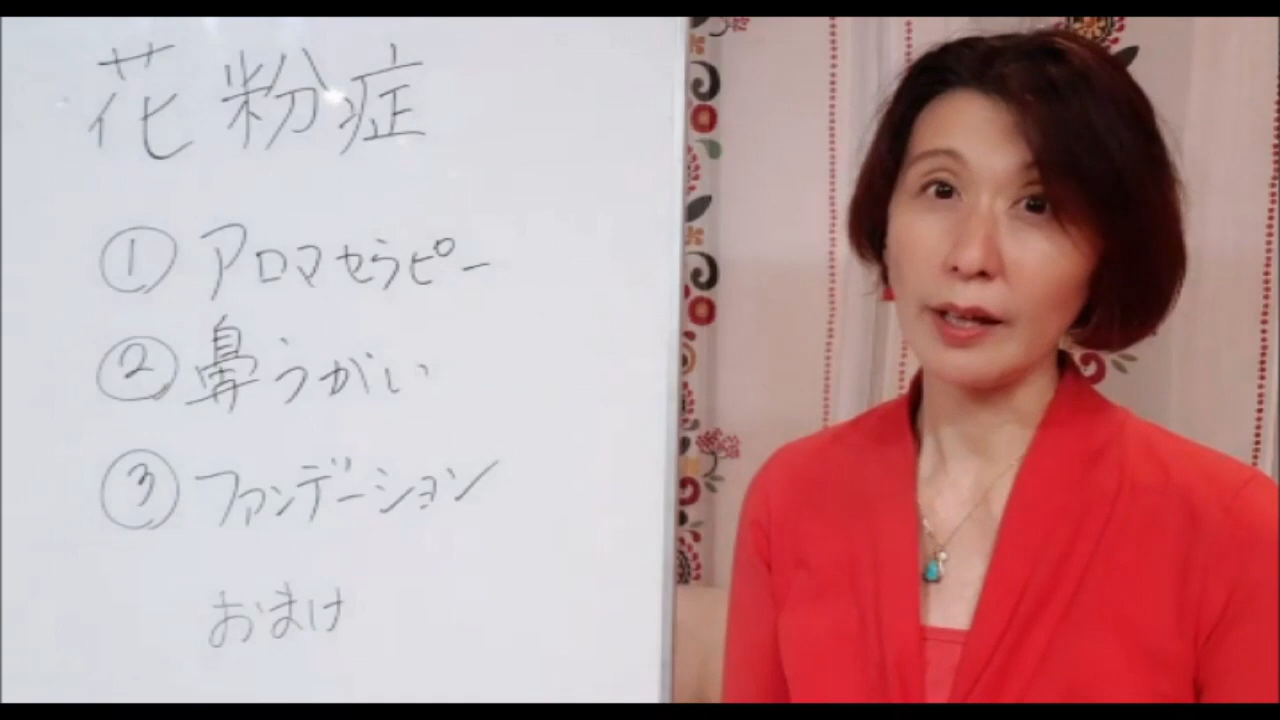 花粉症
① アロマセラピー
② 鼻うがい
③ ファンデーション
おまけ